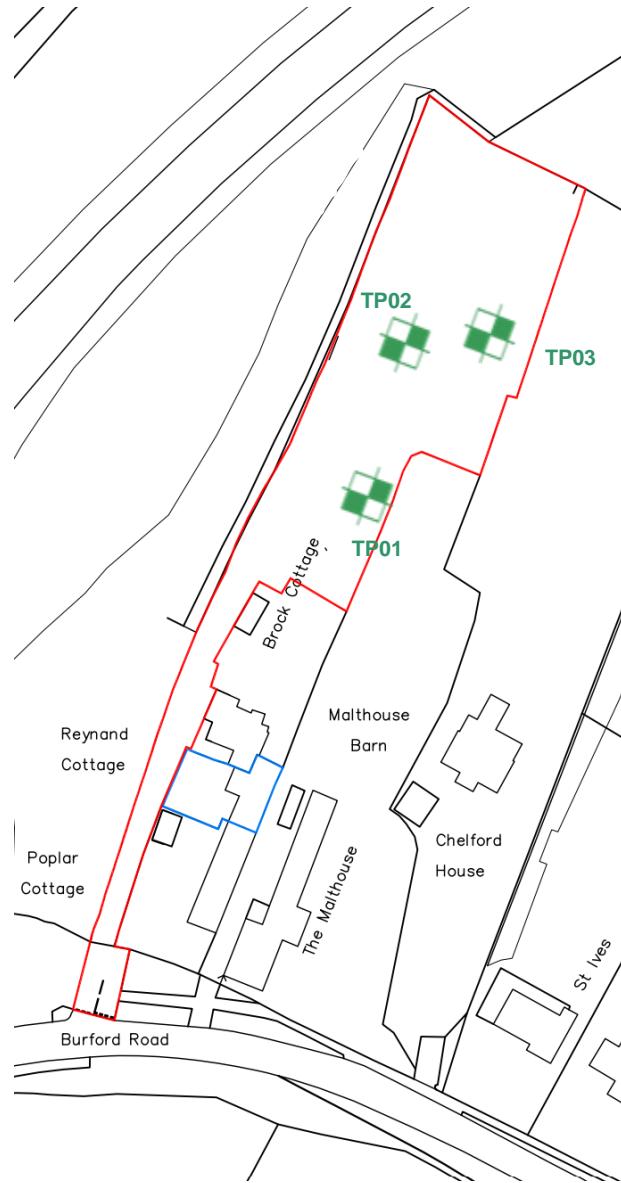 TP02
TP03
TP01
Brock Cottage,
Reynand
Cottage
Malthouse
Barn
Poplar
Cottage
The Malthouse
Chelford
House
St Ives
Burford Road